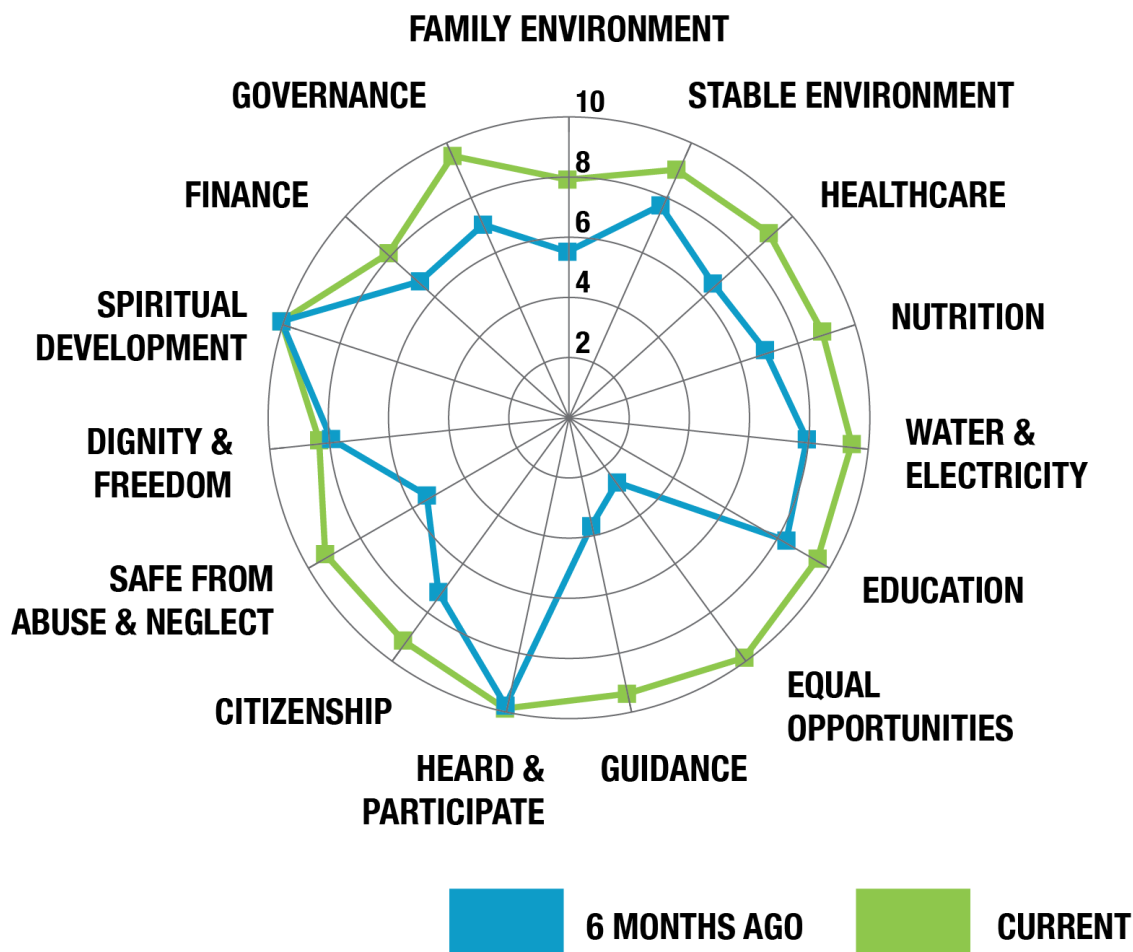 FAMILY ENVIRONMENT
GOVERNANCE
STABLE ENVIRONMENT
10
8
6
4
2
FINANCE
HEALTHCARE
SPIRITUAL
DEVELOPMENT
NUTRITION
DIGNITY &
FREEDOM
WATER &
ELECTRICITY
SAFE FROM
ABUSE & NEGLECT
EDUCATION
CITIZENSHIP
EQUAL
OPPORTUNITIES
HEARD &
PARTICIPATE
GUIDANCE
6 MONTHS AGO
CURRENT